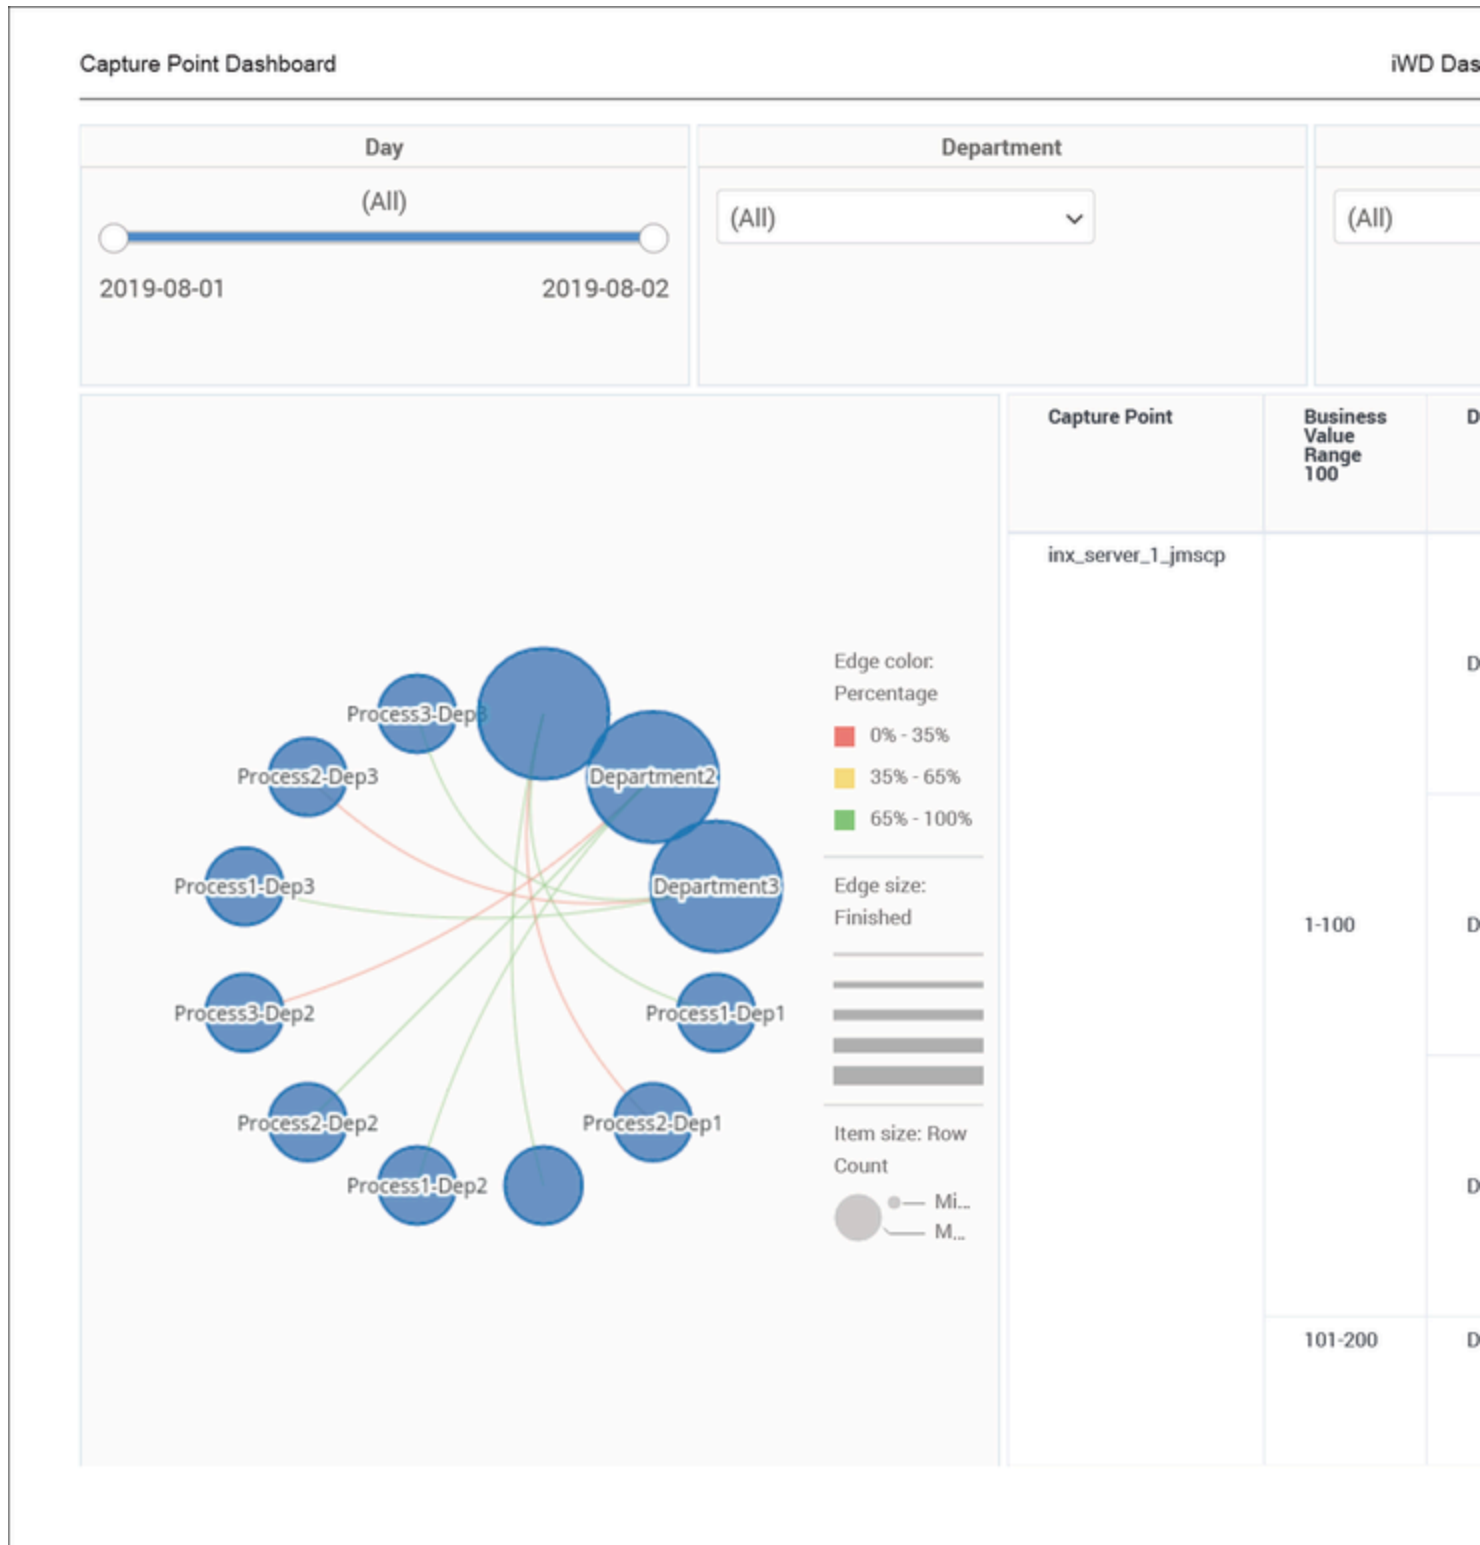 Capture Point Dashboard
iWD Das
Day
Department
(All)
(All)
(All)
2019-08-01
2019-08-02
Capture Point
Business
Value
Range
100
D
inx_server_1_jmscp
D
1-100
D
D
101-200
D
Process3-Dep3
Process2-Dep3
Department2
Process1-Dep3
Department3
Process3-Dep2
Process1-Dep1
Process2-Dep2
Process2-Dep1
Process1-Dep2
Edge color:
Percentage
0% - 35%
35% - 65%
65% - 100%
Edge size:
Finished
Item size: Row
Count
Mi...
M...